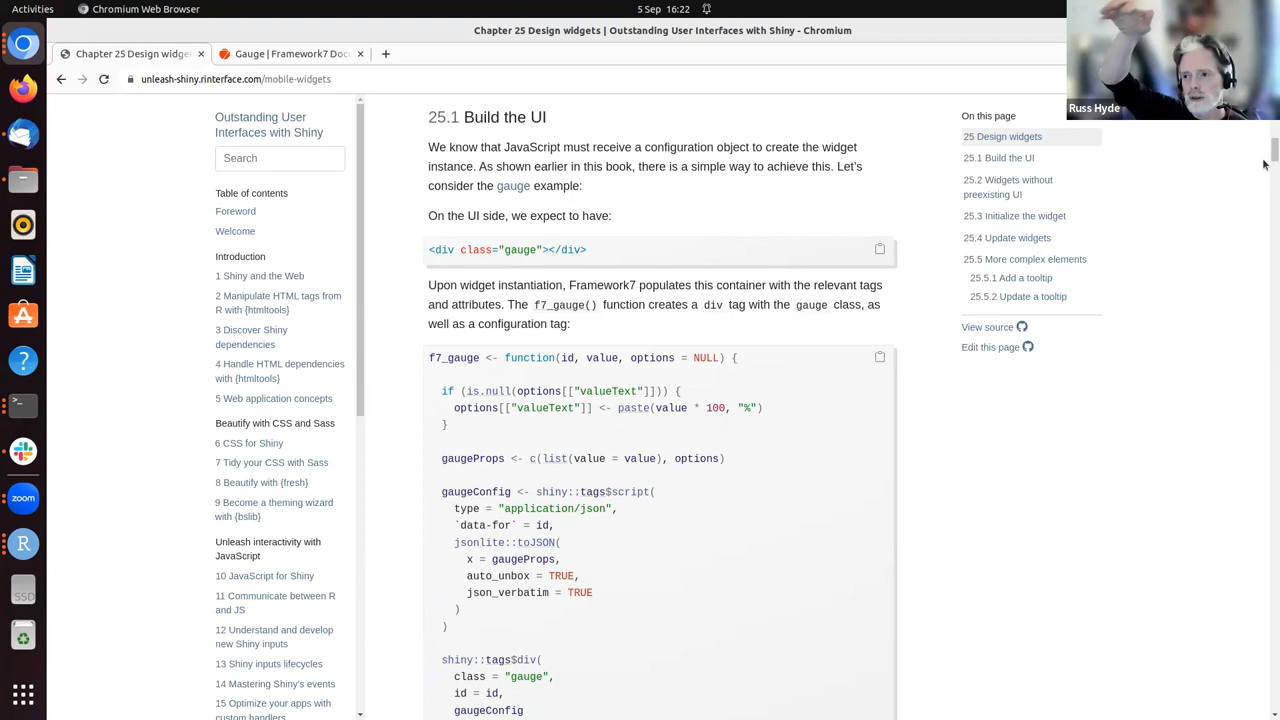 Activities
Chromium Web Browser
5 Sep 16:22
Chapter 25 Design widgets | Outstanding User Interfaces with Shiny - Chromium
Chapter 25 Design widge
Gauge | Framework7 Doc
unleash-shiny.rinterface.com/mobile-widgets
Russ Hyde
Outstanding User
Interfaces with Shiny
Search
Table of contents
Foreword
Welcome
Introduction
1 Shiny and the Web
2 Manipulate HTML tags from
R with {htmltools}
3 Discover Shiny
dependencies
4 Handle HTML dependencies
with {htmltools}
5 Web application concepts
Beautify with CSS and Sass
6 CSS for Shiny
7 Tidy your CSS with Sass
8 Beautify with {fresh}
9 Become a theming wizard
with {bslib}
Unleash interactivity with
JavaScript
10 JavaScript for Shiny
11 Communicate between R
and JS
12 Understand and develop
new Shiny inputs
13 Shiny inputs lifecycles
14 Mastering Shiny's events
15 Optimize your apps with
custom handlers
25.1 Build the UI
We know that JavaScript must receive a configuration object to create the widget
instance. As shown earlier in this book, there is a simple way to achieve this. Let's
consider the gauge example:
On the UI side, we expect to have:
<div class="gauge"></div>
Upon widget instantiation, Framework7 populates this container with the relevant tags
and attributes. The f7_gauge() function creates a div tag with the gauge class, as
well as a configuration tag:
f7_gauge <- function(id, value, options = NULL) {
if (is.null(options[["valueText"]])) {
options[["valueText"]] <- paste(value * 100, "%")
}
gaugeProps <- c(list(value = value), options)
gaugeConfig <- shiny::tags$script(
type = "application/json",
`data-for` = id,
jsonlite::toJSON(
x = gaugeProps,
auto_unbox = TRUE,
json_verbatim = TRUE
)
)
shiny::tags$div(
class = "gauge",
id = id,
gaugeConfig
On this page
25 Design widgets
25.1 Build the UI
25.2 Widgets without
preexisting UI
25.3 Initialize the widget
25.4 Update widgets
25.5 More complex elements
25.5.1 Add a tooltip
25.5.2 Update a tooltip
View source
Edit this page
zoom
R
SSD